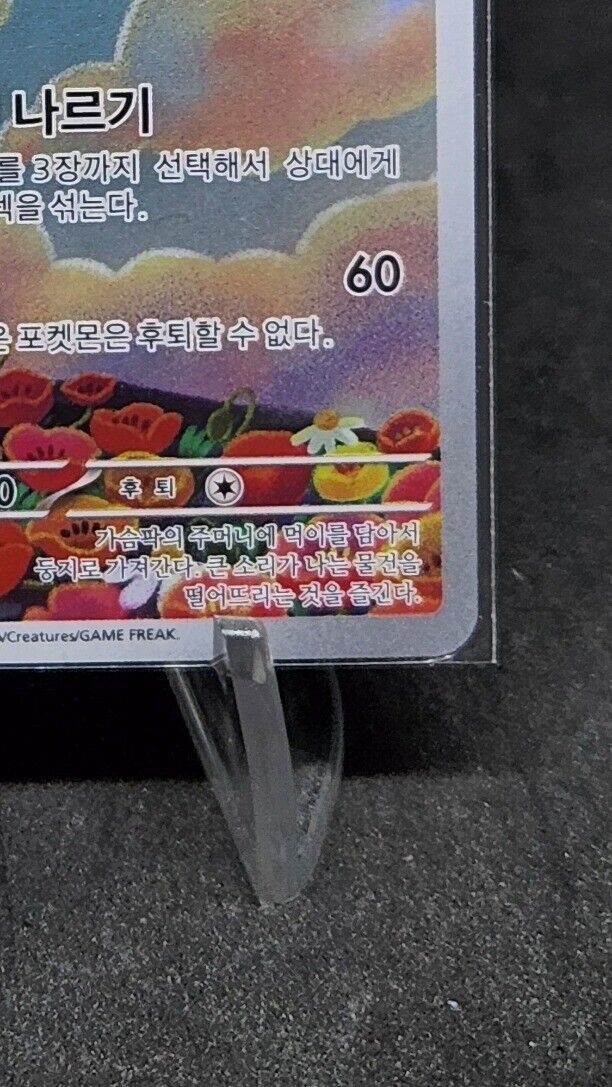 나르기
를 3장까지 선택해서 상대에게
덱을 섞는다.
60
은 포켓몬은 후퇴할 수 없다.
0 후퇴
가슴팍의 주머니에 먹이를 담아서
둥지로 가져간다. 큰 소리가 나는 물건을
떨어뜨리는 것을 즐긴다.
/Creatures/GAME FREAK.